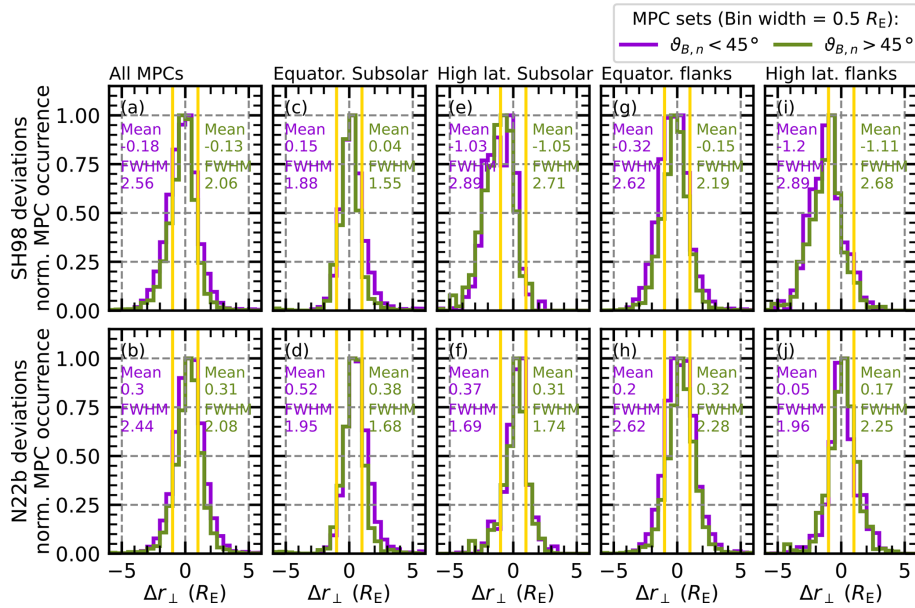 MPC sets (Bin width = 0.5 R_E):
ϑ_{B,n} < 45°  ϑ_{B,n} > 45°
All MPCs  Equator. Subsolar  High lat. Subsolar  Equator. flanks  High lat. flanks
SH98 deviations
norm. MPC occurrence
1.00
0.75
0.50
0.25
0.00
(a)
Mean
-0.18
FWHM
2.56
Mean
-0.13
FWHM
2.06
(c)
Mean
0.15
FWHM
1.88
Mean
0.04
FWHM
1.55
(e)
Mean
-1.03
FWHM
2.89
Mean
-1.05
FWHM
2.71
(g)
Mean
-0.32
FWHM
2.62
Mean
-0.15
FWHM
2.19
(i)
Mean
-1.2
FWHM
2.89
Mean
-1.11
FWHM
2.68
N22b deviations
norm. MPC occurrence
1.00
0.75
0.50
0.25
0.00
(b)
Mean
0.3
FWHM
2.44
Mean
0.31
FWHM
2.08
(d)
Mean
0.52
FWHM
1.95
Mean
0.38
FWHM
1.68
(f)
Mean
0.37
FWHM
1.69
Mean
0.31
FWHM
1.74
(h)
Mean
0.2
FWHM
2.62
Mean
0.32
FWHM
2.28
(j)
Mean
0.05
FWHM
1.96
Mean
0.17
FWHM
2.25
−5 0 5 −5 0 5 −5 0 5 −5 0 5 −5 0 5
Δr⊥ (R_E)  Δr⊥ (R_E)  Δr⊥ (R_E)  Δr⊥ (R_E)  Δr⊥ (R_E)